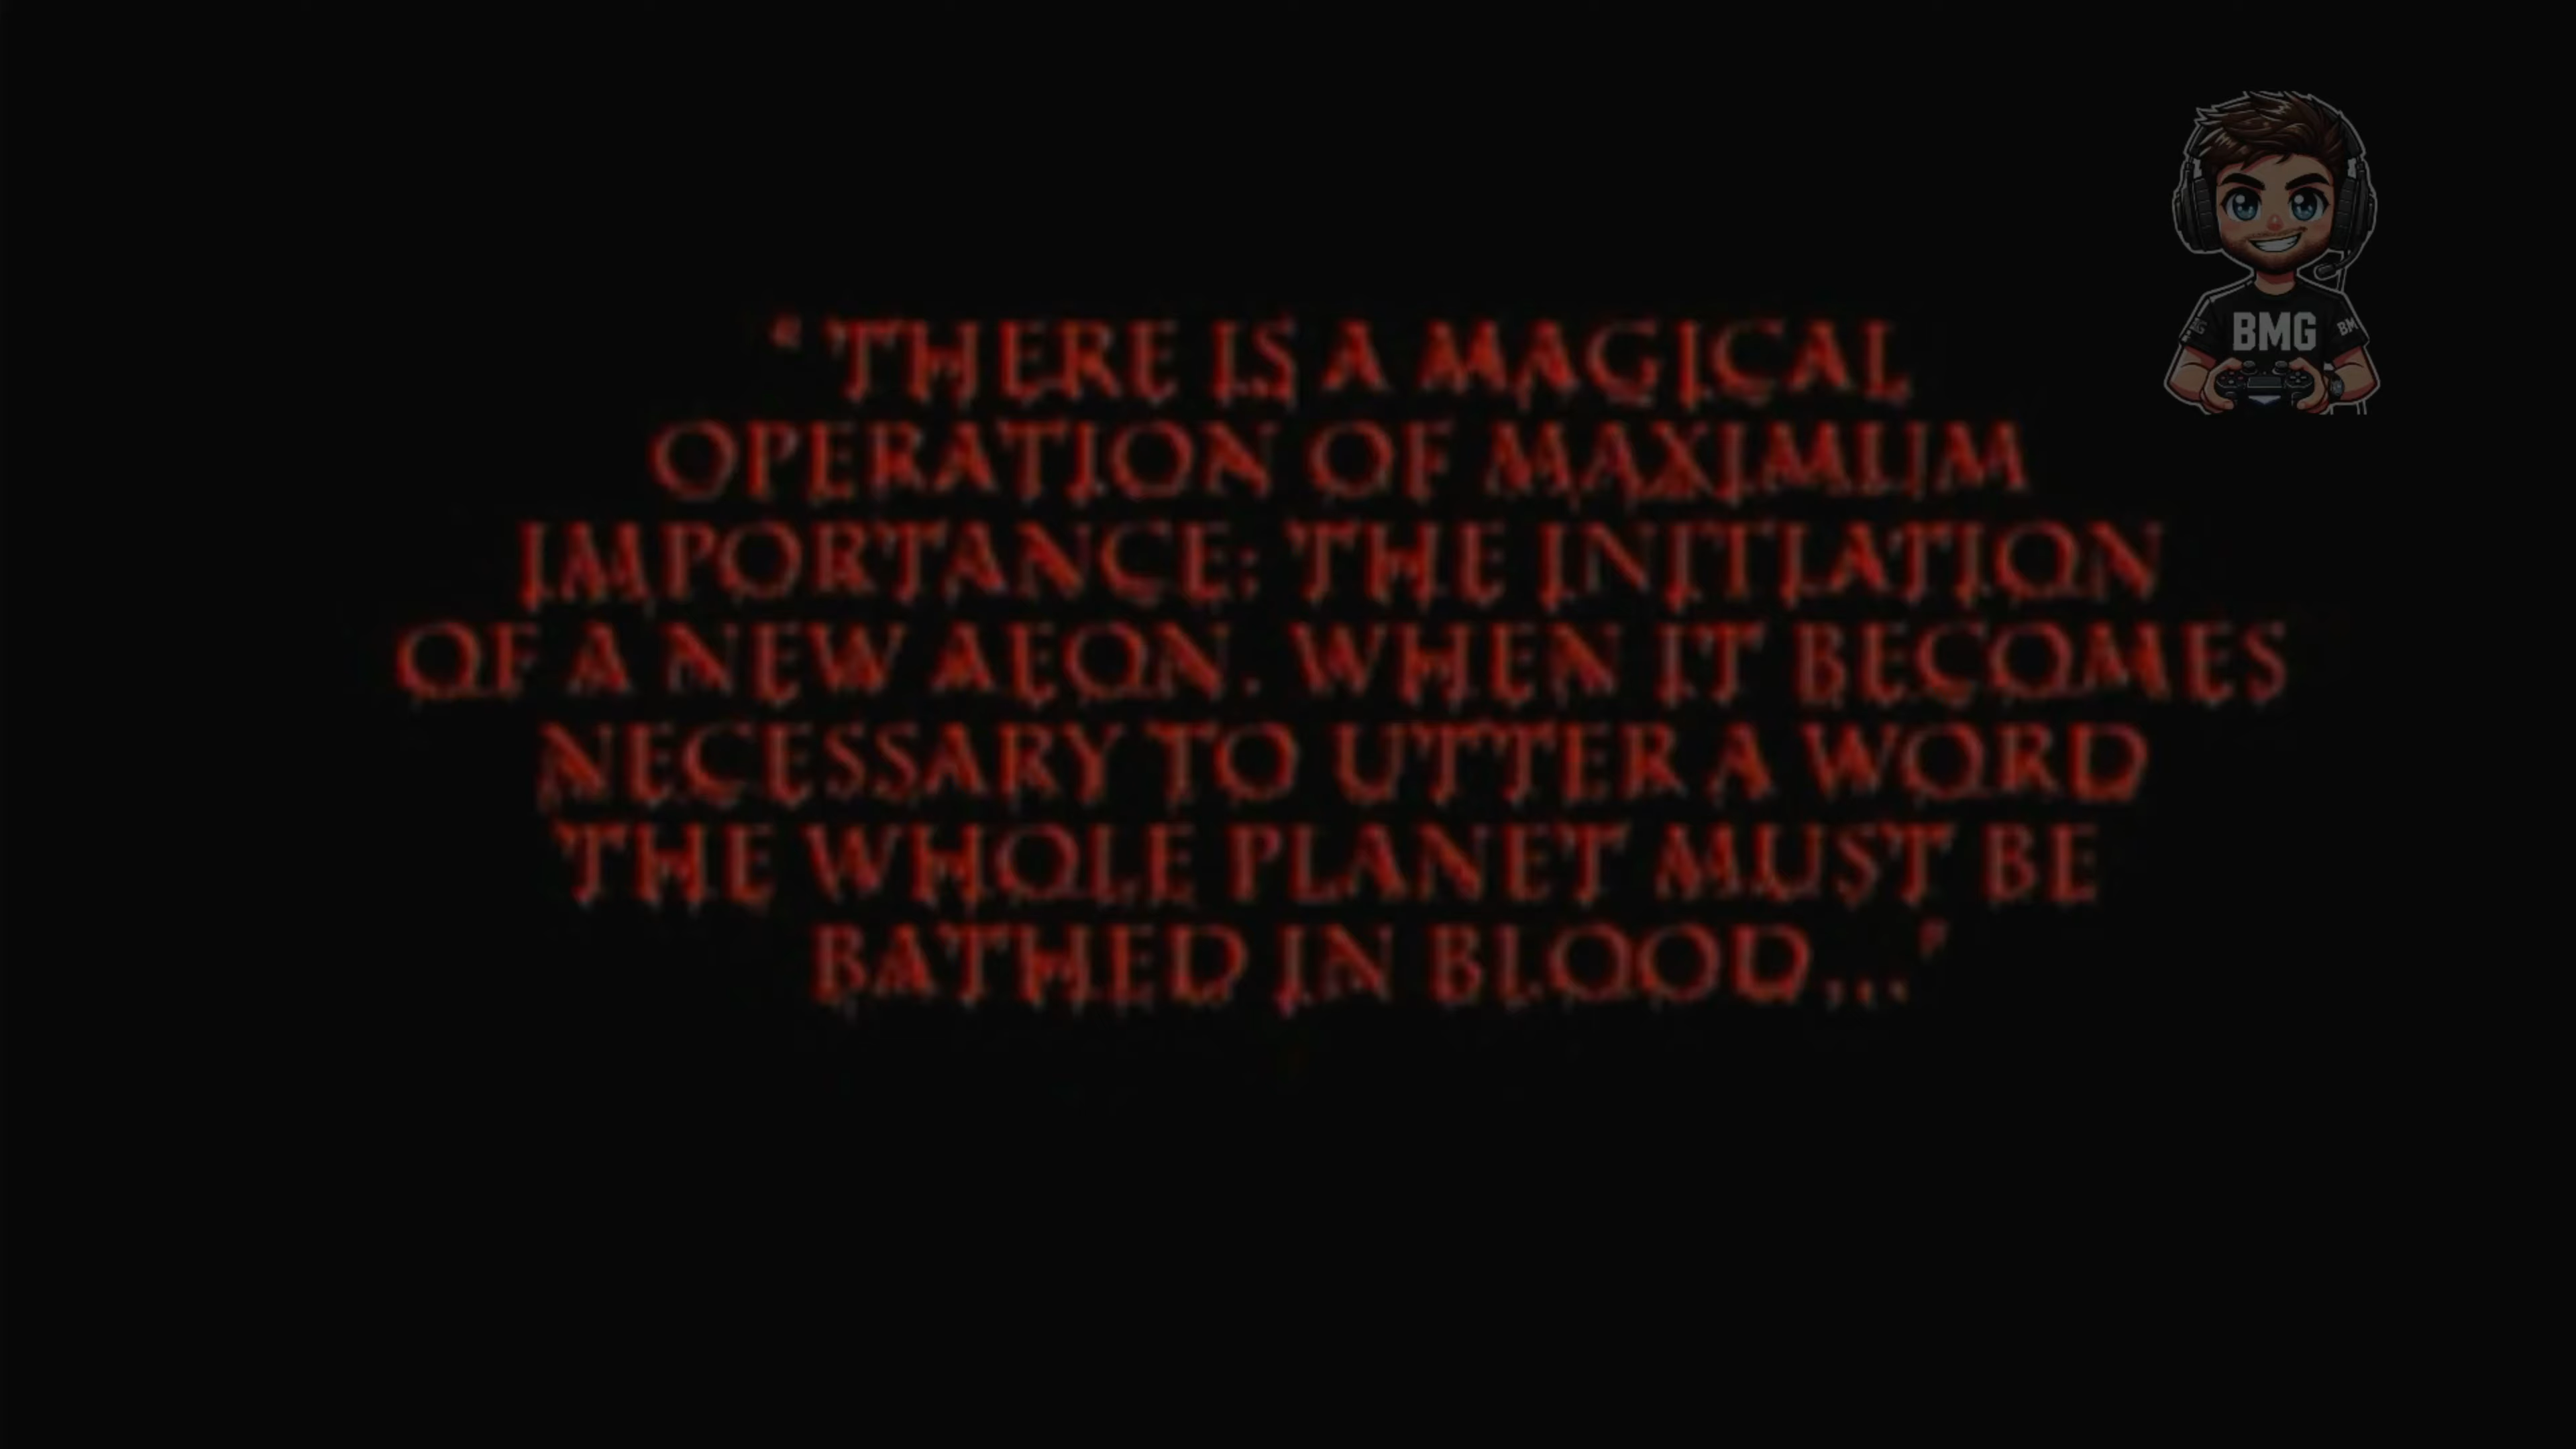 “THERE IS A MAGICAL
OPERATION OF MAXIMUM
IMPORTANCE: THE INITIATION
OF A NEW AEON. WHEN IT BECOMES
NECESSARY TO UTTER A WORD
THE WHOLE PLANET MUST BE
BATHED IN BLOOD...”
BMG
BM